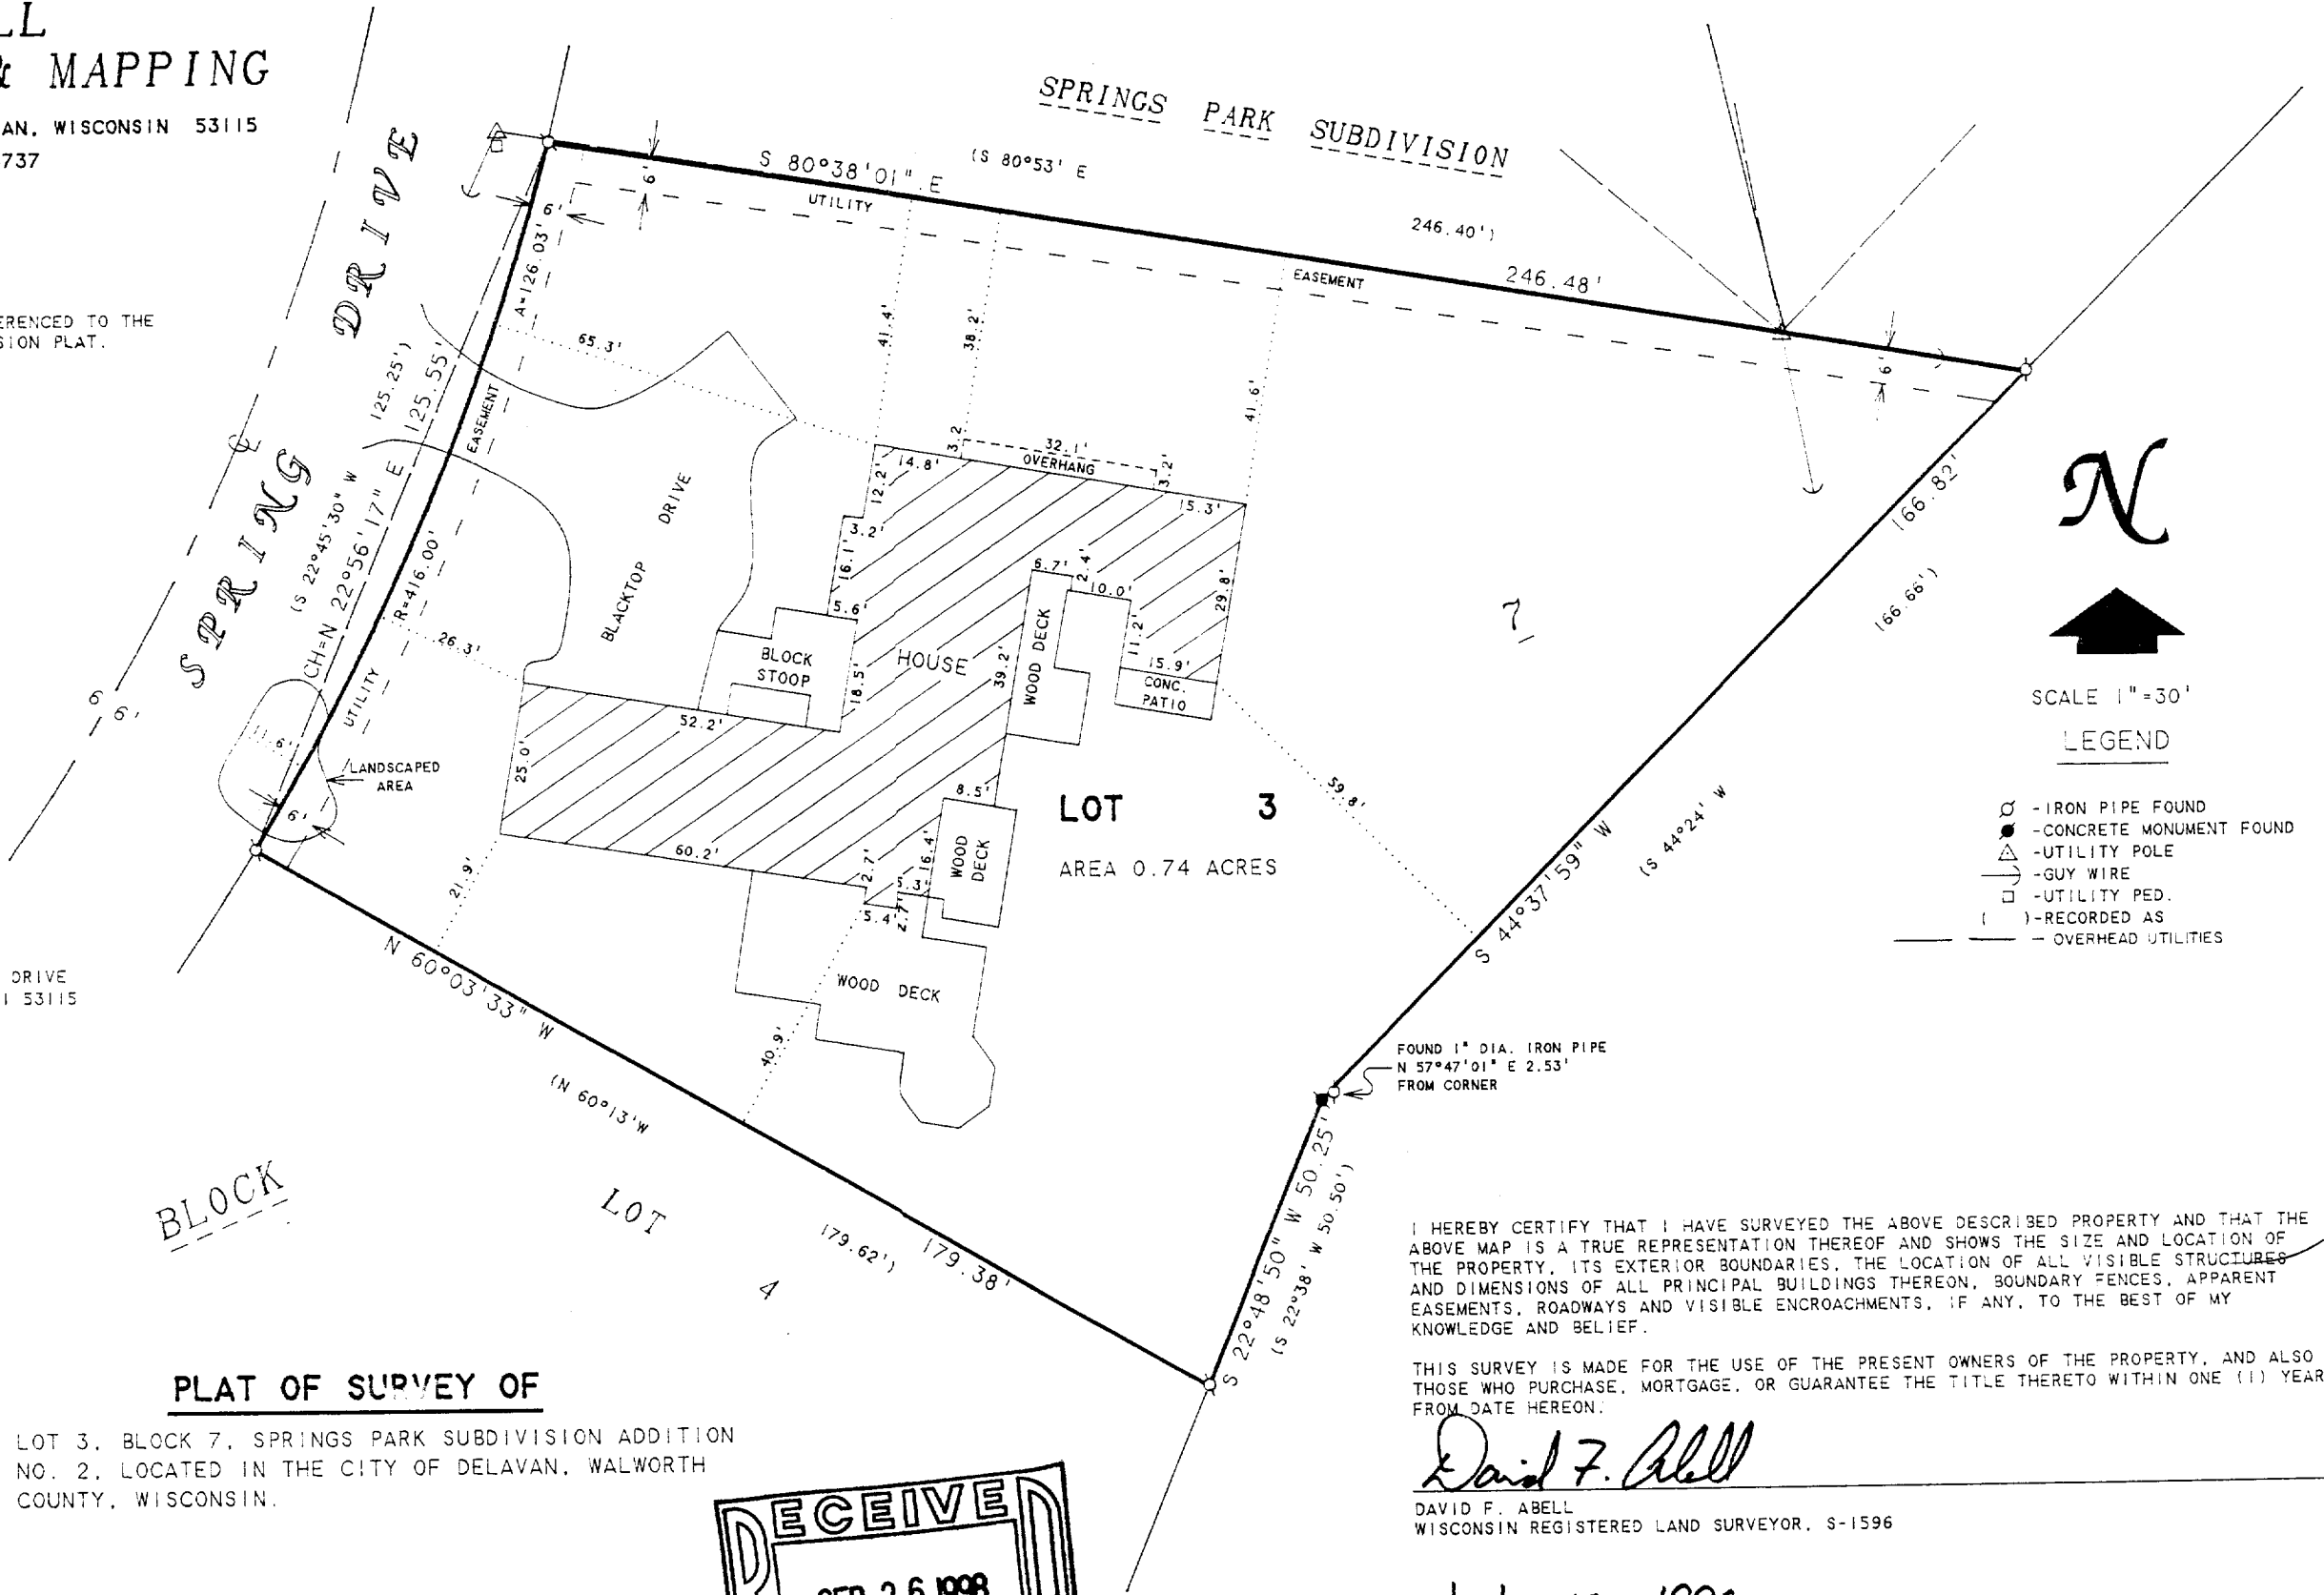 & MAPPING
WISCONSIN 53115
SPRINGS PARK SUBDIVISION
S 80°38'01" E
(S 80°53' E
246.40')
246.48'
UTILITY
EASEMENT
6'
6'
6'
SPRING DRIVE
A=126.03'
R=416.00'
CH=N 22°56'17" E 125.55'
(S 22°45'30" W 125.25')
UTILITY EASEMENT
66'
11.6'
6'
LANDSCAPED
AREA
65.3'
26.3'
41.4'
38.2'
41.6'
3.2
32.1'
3.2'
OVERHANG
14.8'
12.2'
15.3'
3.2'
16.1'
5.6'
18.5'
6.7'
2.4'
10.0'
11.2'
29.8'
15.9'
39.2'
BLACKTOP DRIVE
BLOCK
STOOP
HOUSE
WOOD DECK
CONC.
PATIO
52.2'
25.0'
60.2'
8.5'
16.4'
WOOD
DECK
2.7'
5.3'
5.4'
2.7'
WOOD DECK
21.9'
40.9'
59.8'
LOT 3
AREA 0.74 ACRES
7
166.82'
(S 44°24' W
166.66')
S 44°37'59" W
N
SCALE 1"=30'
LEGEND
-IRON PIPE FOUND
-CONCRETE MONUMENT FOUND
-UTILITY POLE
-GUY WIRE
-UTILITY PED.
( )-RECORDED AS
- OVERHEAD UTILITIES
N 60°03'33" W
179.38'
(N 60°13'W
179.62')
FOUND 1" DIA. IRON PIPE
N 57°47'01" E 2.53'
FROM CORNER
S 22°48'50" W 50.25'
(S 22°38' W 50.50')
DRIVE
53115
BLOCK
LOT
4
PLAT OF SURVEY OF
LOT 3, BLOCK 7, SPRINGS PARK SUBDIVISION ADDITION
NO. 2, LOCATED IN THE CITY OF DELAVAN, WALWORTH
COUNTY, WISCONSIN.
I HEREBY CERTIFY THAT I HAVE SURVEYED THE ABOVE DESCRIBED PROPERTY AND THAT THE
ABOVE MAP IS A TRUE REPRESENTATION THEREOF AND SHOWS THE SIZE AND LOCATION OF
THE PROPERTY, ITS EXTERIOR BOUNDARIES, THE LOCATION OF ALL VISIBLE STRUCTURES
AND DIMENSIONS OF ALL PRINCIPAL BUILDINGS THEREON, BOUNDARY FENCES, APPARENT
EASEMENTS, ROADWAYS AND VISIBLE ENCROACHMENTS, IF ANY, TO THE BEST OF MY
KNOWLEDGE AND BELIEF.
THIS SURVEY IS MADE FOR THE USE OF THE PRESENT OWNERS OF THE PROPERTY, AND ALSO
THOSE WHO PURCHASE, MORTGAGE, OR GUARANTEE THE TITLE THERETO WITHIN ONE (1) YEAR
FROM DATE HEREON.
David F. Abell
DAVID F. ABELL
WISCONSIN REGISTERED LAND SURVEYOR, S-1596
RECEIVED
26 1998